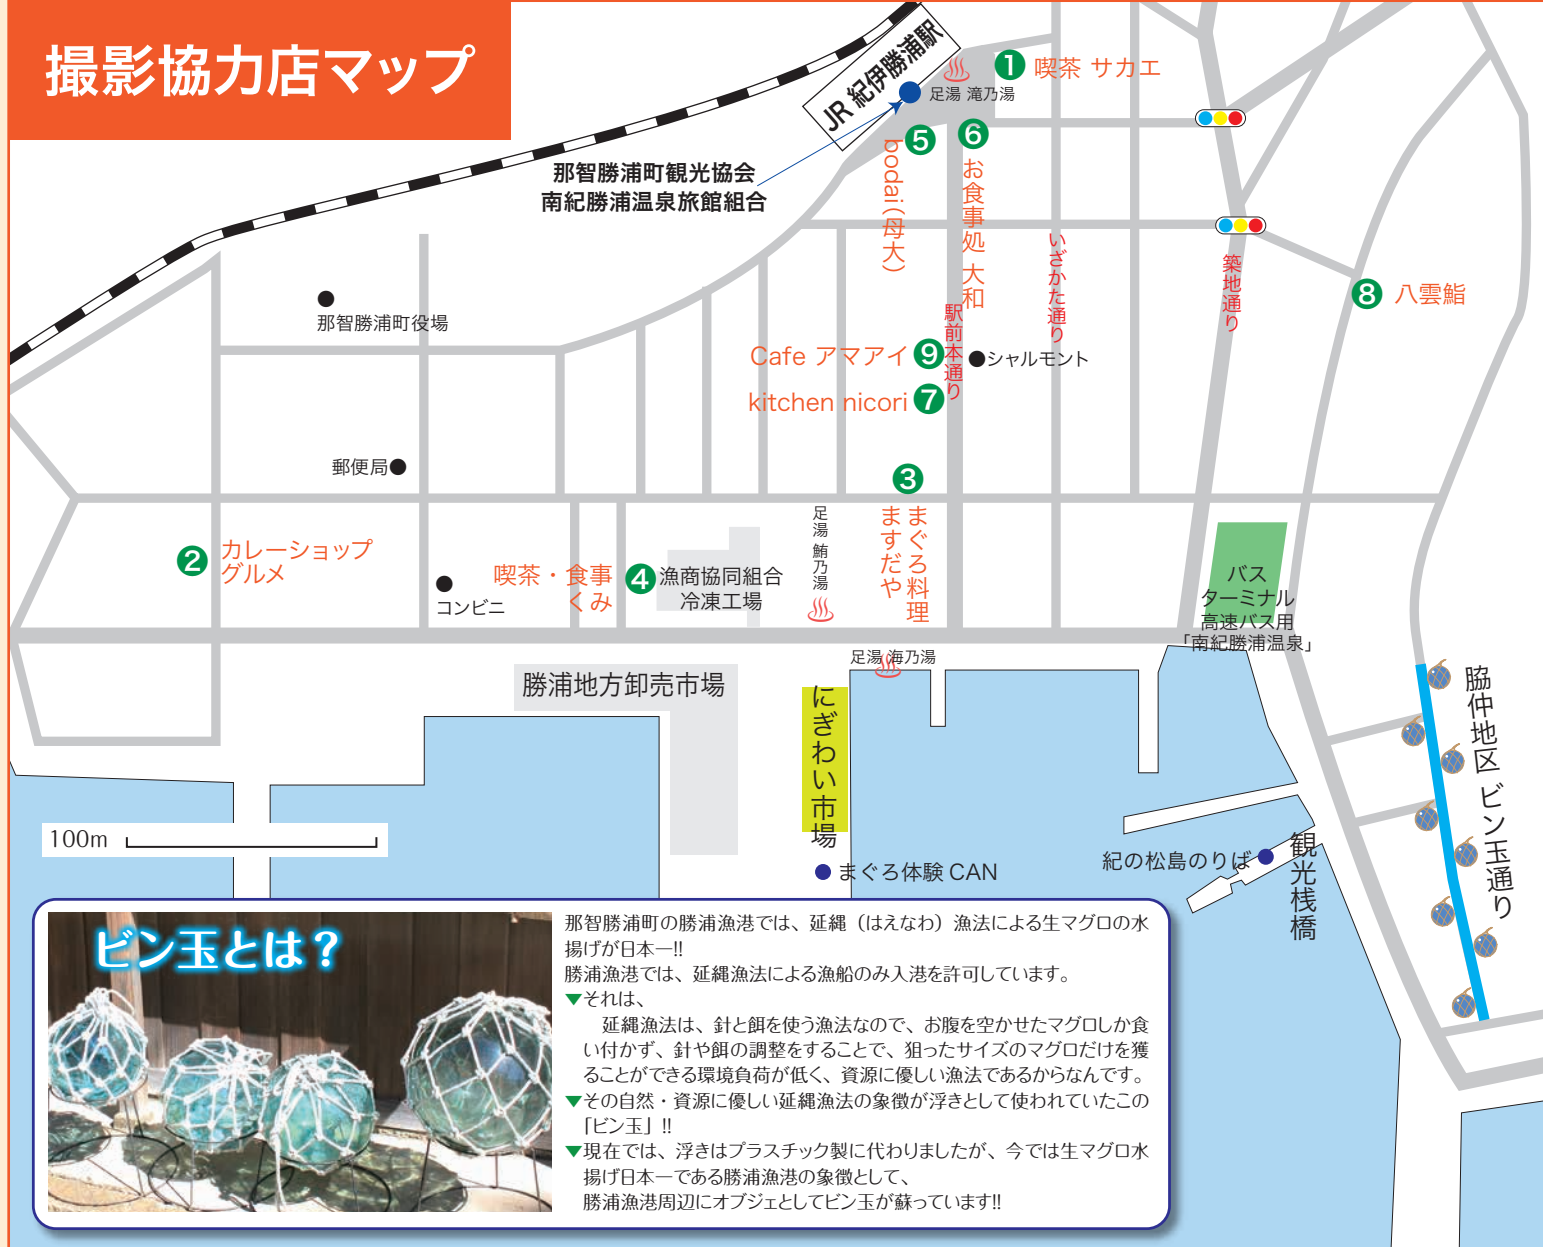 撮影協力店マップ
JR 紀伊勝浦駅
足湯 滝乃湯
1 喫茶 サカエ
那智勝浦町観光協会
南紀勝浦温泉旅館組合
5
bodai(母大)
6
お食事処 大和
いざかた通り
築地通り
8 八雲鮨
那智勝浦町役場
駅前本通り
Cafe アマアイ 9
シャルモント
kitchen nicori 7
郵便局
3
まぐろ料理
ますだや
足湯 鮪乃湯
2 カレーショップ
グルメ
コンビニ
喫茶・食事
くみ
4
漁商協同組合
冷凍工場
バス
ターミナル
高速バス用
「南紀勝浦温泉」
足湯 海乃湯
勝浦地方卸売市場
にぎわい市場
脇仲地区 ビン玉通り
100m
まぐろ体験 CAN
紀の松島のりば
観光桟橋
ビン玉とは?
那智勝浦町の勝浦漁港では、延縄(はえなわ)漁法による生マグロの水
揚げが日本一!!
勝浦漁港では、延縄漁法による漁船のみ入港を許可しています。
▼それは、
延縄漁法は、針と餌を使う漁法なので、お腹を空かせたマグロしか食
い付かず、針や餌の調整をすることで、狙ったサイズのマグロだけを獲
ることができる環境負荷が低く、資源に優しい漁法であるからなんです。
▼その自然・資源に優しい延縄漁法の象徴が浮きとして使われていたこの
「ビン玉」!!
▼現在では、浮きはプラスチック製に代わりましたが、今では生マグロ水
揚げ日本一である勝浦漁港の象徴として、
勝浦漁港周辺にオブジェとしてビン玉が蘇っています!!